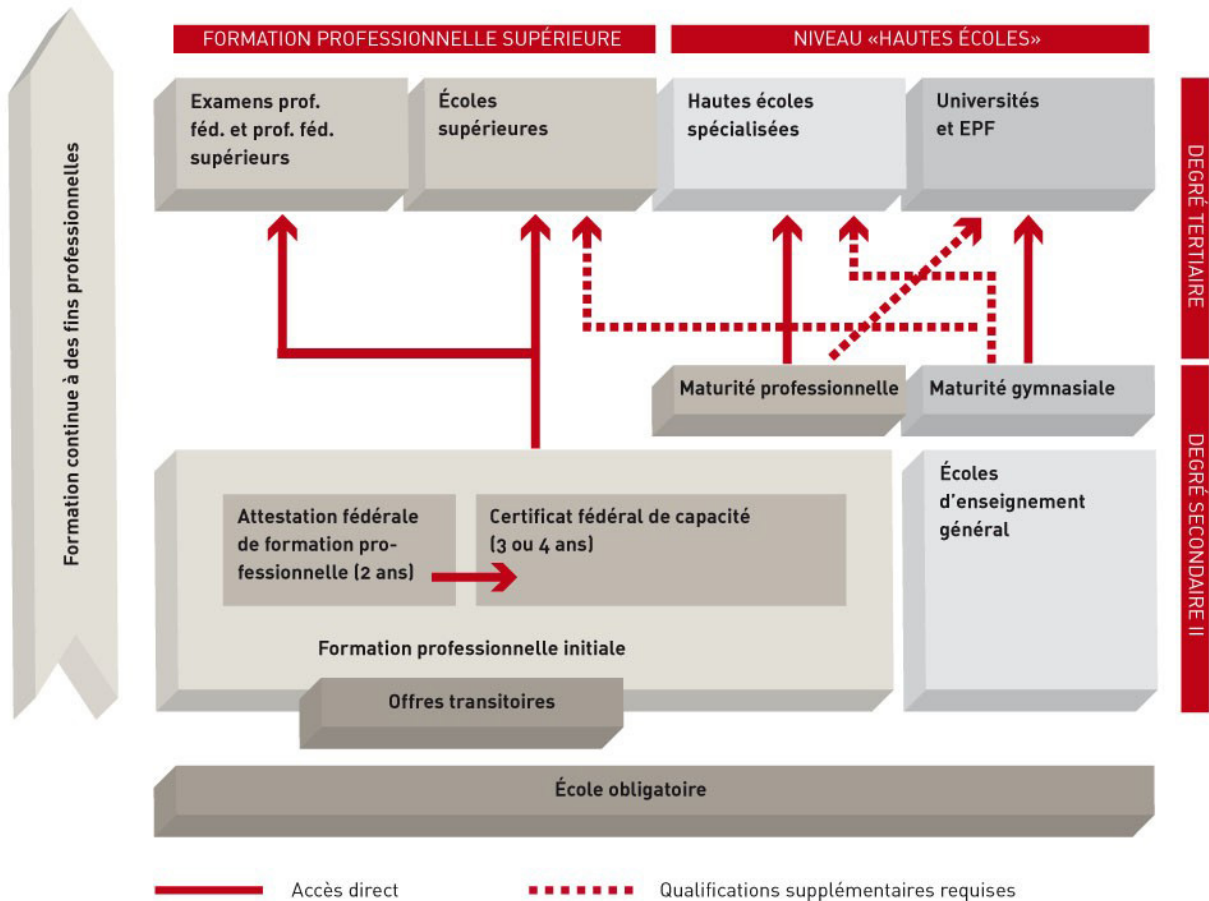 FORMATION PROFESSIONNELLE SUPÉRIEURE
NIVEAU «HAUTES ÉCOLES»
Formation continue à des fins professionnelles
Examens prof.
féd. et prof. féd.
supérieurs
Écoles
supérieures
Hautes écoles
spécialisées
Universités
et EPF
DEGRÉ TERTIAIRE
Maturité professionnelle
Maturité gymnasiale
DEGRÉ SECONDAIRE II
Attestation fédérale
de formation pro-
fessionnelle (2 ans)
Certificat fédéral de capacité
(3 ou 4 ans)
Formation professionnelle initiale
Écoles
d’enseignement
général
Offres transitoires
École obligatoire
Accès direct
Qualifications supplémentaires requises